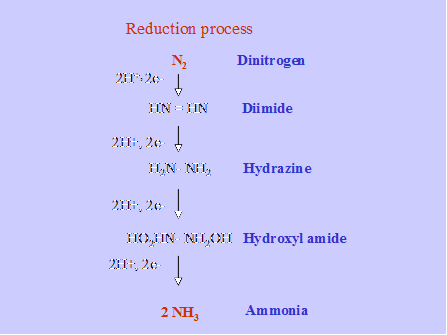 Reduction process
N₂ Dinitrogen
2H⁺ 2e⁻
HN = HN Diimide
2H⁺, 2e⁻
H₂N - NH₂ Hydrazine
2H⁺, 2e⁻
HO₂HN - NH₂OH Hydroxyl amide
2H⁺, 2e⁻
2 NH₃ Ammonia